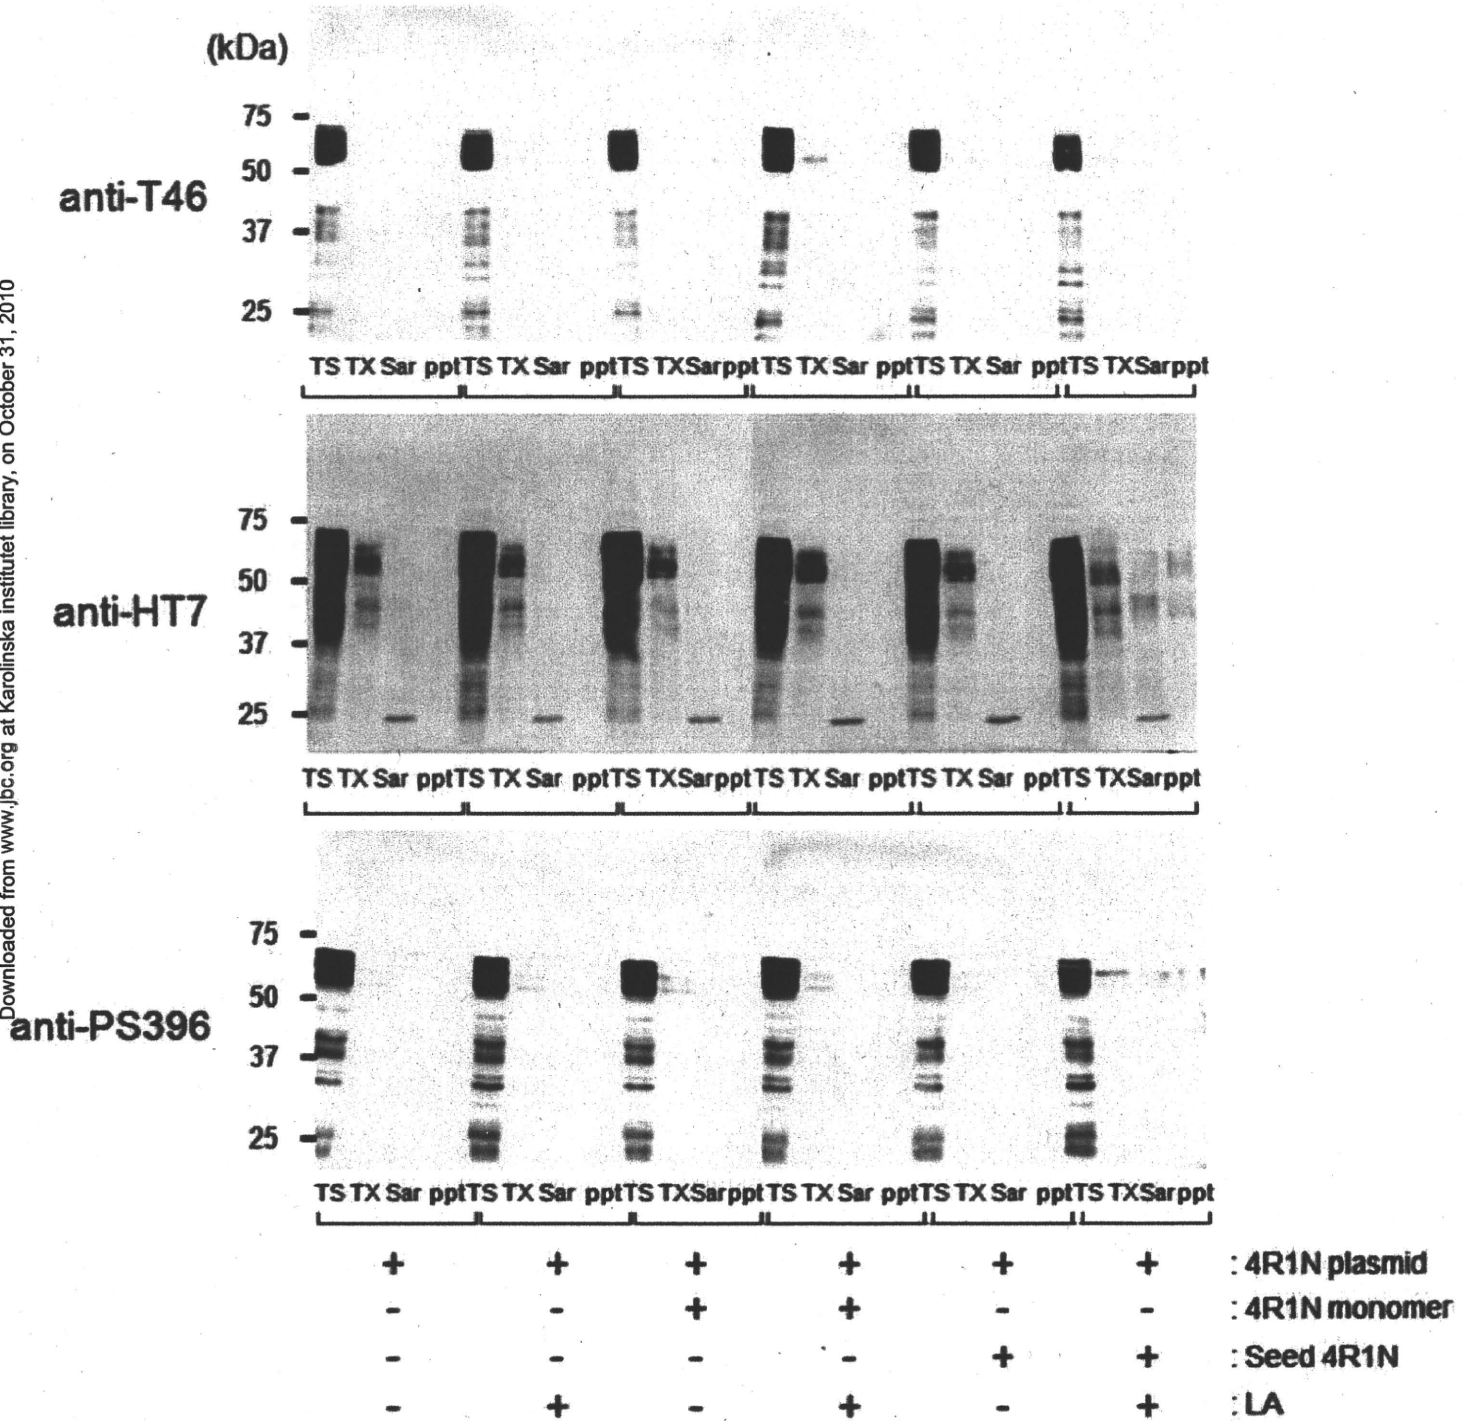 Downloaded from www.jbc.org at Karolinska institutet library, on October 31, 2010
(kDa)
75
50
anti-T46
37
25
TS TX Sar ppt TS TX Sar ppt TS TX Sar ppt TS TX Sar ppt TS TX Sar ppt TS TX Sar ppt
75
50
anti-HT7
37
25
TS TX Sar ppt TS TX Sar ppt TS TX Sar ppt TS TX Sar ppt TS TX Sar ppt TS TX Sar ppt
75
50
anti-PS396
37
25
TS TX Sar ppt TS TX Sar ppt TS TX Sar ppt TS TX Sar ppt TS TX Sar ppt TS TX Sar ppt
+ + + + + + : 4R1N plasmid
- - + + - - : 4R1N monomer
- - - - + + : Seed 4R1N
- + - + - + : LA